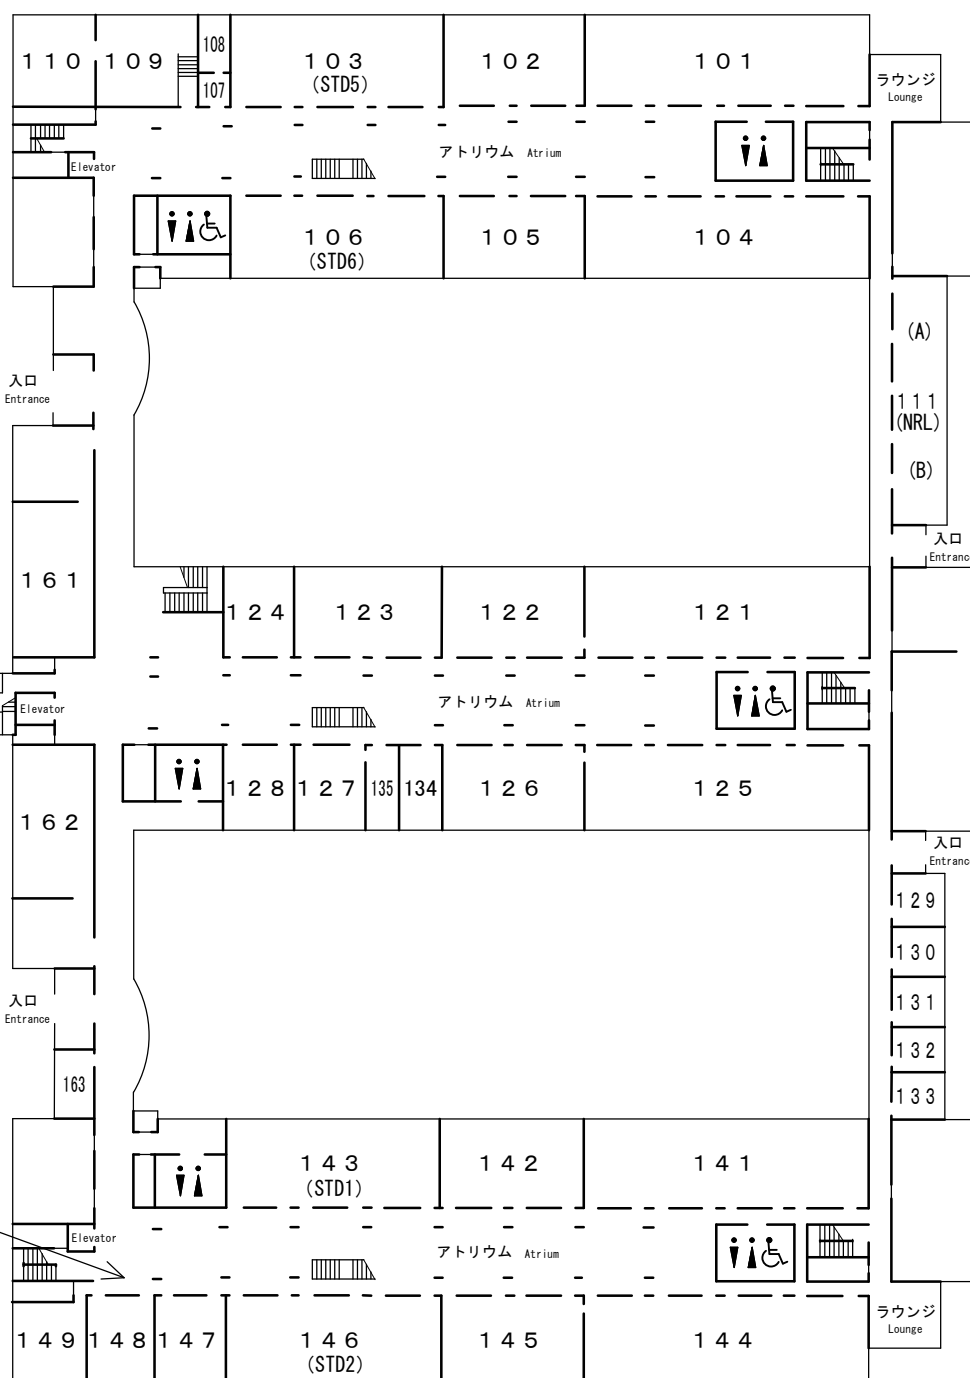 110
109
108
107
103
(STD5)
102
101
ラウンジ
Lounge
アトリウム Atrium
Elevator
106
(STD6)
105
104
入口
Entrance
(A)
111
(NRL)
(B)
入口
Entrance
161
124
123
122
121
アトリウム Atrium
Elevator
128
127
135
134
126
125
162
入口
Entrance
129
130
131
132
133
入口
Entrance
163
143
(STD1)
142
141
Elevator
アトリウム Atrium
149
148
147
146
(STD2)
145
144
ラウンジ
Lounge